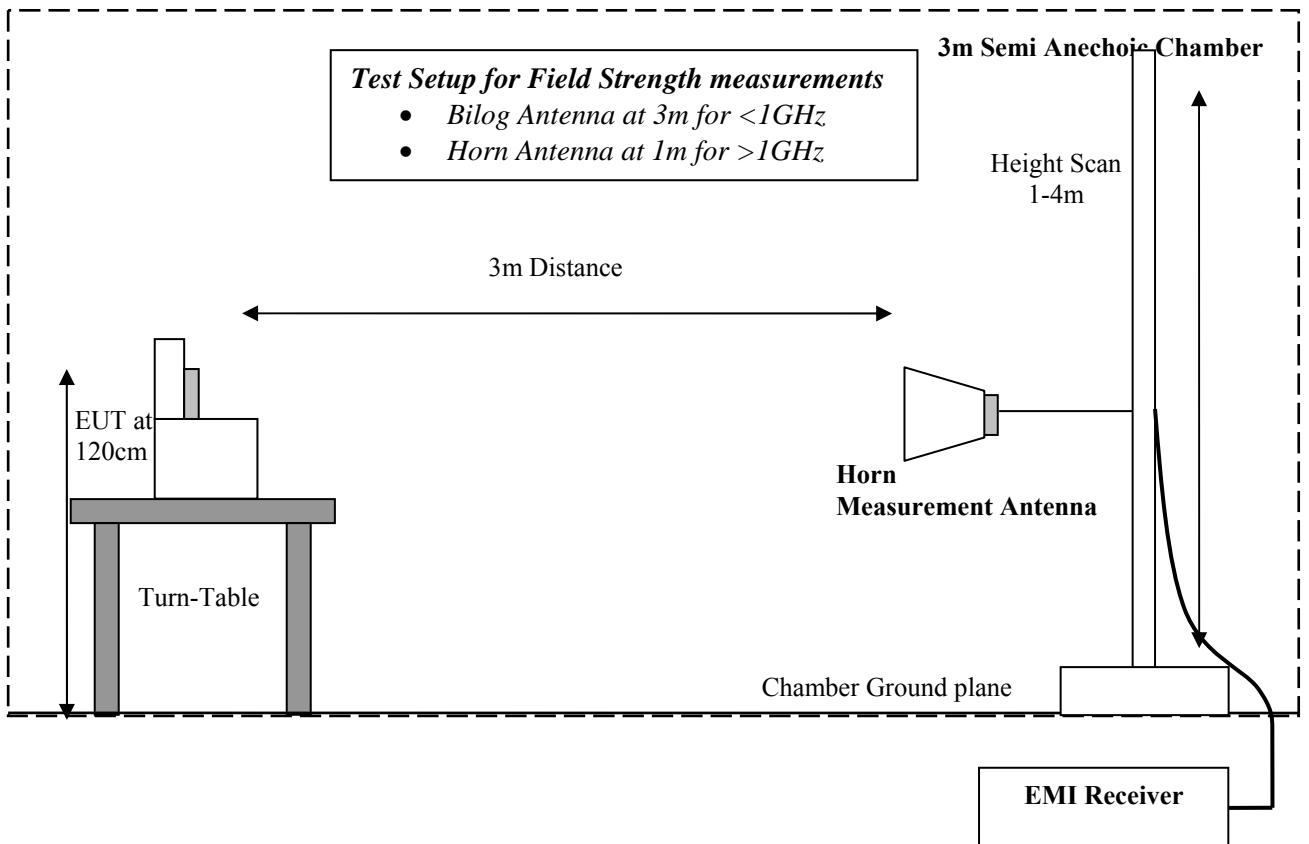 3m Semi Anechoic Chamber
Test Setup for Field Strength measurements
• Bilog Antenna at 3m for <1GHz
• Horn Antenna at 1m for >1GHz
Height Scan
1-4m
3m Distance
EUT at
120cm
Horn
Measurement Antenna
Turn-Table
Chamber Ground plane
EMI Receiver